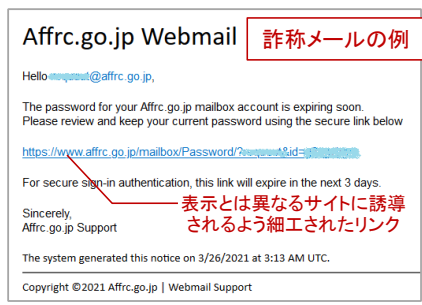 Affrc.go.jp Webmail
詐称メールの例
Hello @affrc.go.jp,
The password for your Affrc.go.jp mailbox account is expiring soon.
Please review and keep your current password using the secure link below
https://www.affrc.go.jp/mailbox/Password/?&id=
For secure sign-in authentication, this link will expire in the next 3 days.
表示とは異なるサイトに誘導
されるよう細工されたリンク
Sincerely,
Affrc.go.jp Support
The system generated this notice on 3/26/2021 at 3:13 AM UTC.
Copyright ©2021 Affrc.go.jp | Webmail Support